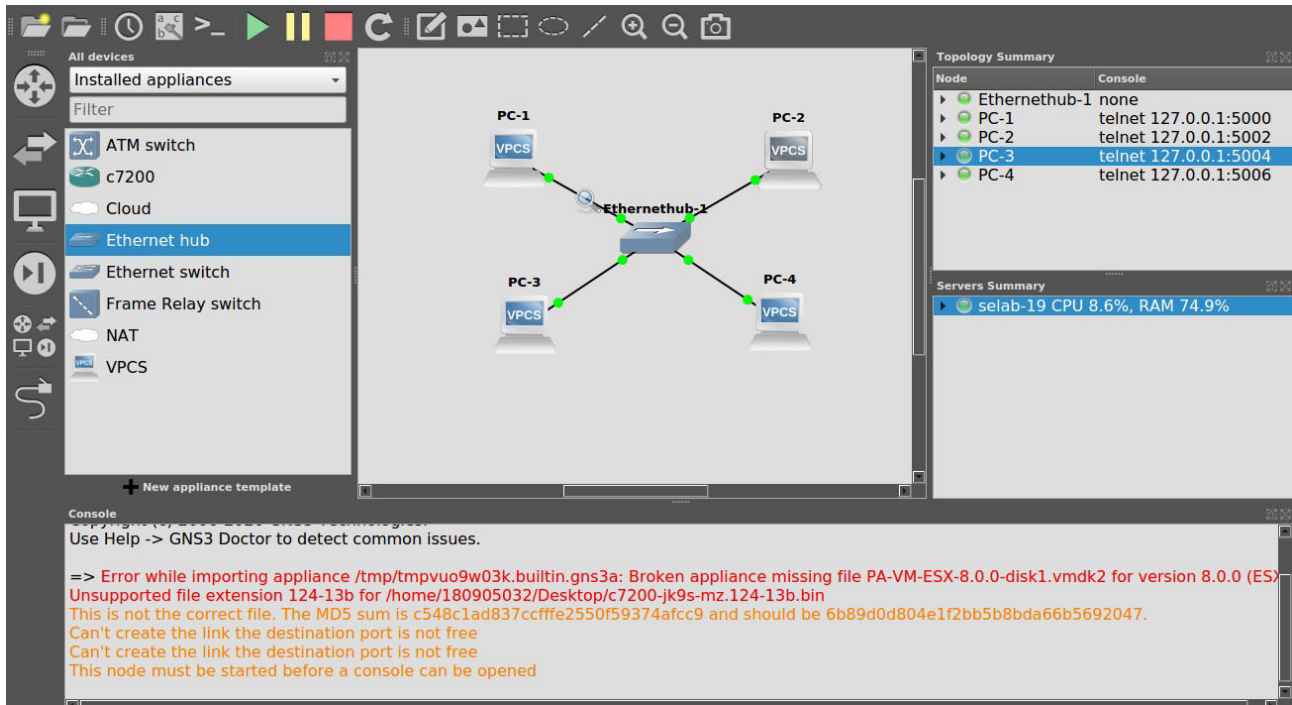 All devices
Installed appliances
Filter
ATM switch
c7200
Cloud
Ethernet hub
Ethernet switch
Frame Relay switch
NAT
VPCS
New appliance template
PC-1
VPCS
PC-2
VPCS
Ethernethub-1
PC-3
VPCS
PC-4
VPCS
Topology Summary
Node Console
Ethernethub-1 none
PC-1 telnet 127.0.0.1:5000
PC-2 telnet 127.0.0.1:5002
PC-3 telnet 127.0.0.1:5004
PC-4 telnet 127.0.0.1:5006
Servers Summary
selab-19 CPU 8.6%, RAM 74.9%
Console
Use Help -> GNS3 Doctor to detect common issues.
=> Error while importing appliance /tmp/tmpvuo9w03k.builtin.gns3a: Broken appliance missing file PA-VM-ESX-8.0.0-disk1.vmdk2 for version 8.0.0 (ESX
Unsupported file extension 124-13b for /home/180905032/Desktop/c7200-jk9s-mz.124-13b.bin
This is not the correct file. The MD5 sum is c548c1ad837ccfffe2550f59374afcc9 and should be 6b89d0d804e1f2bb5b8bda66b5692047.
Can't create the link the destination port is not free
Can't create the link the destination port is not free
This node must be started before a console can be opened